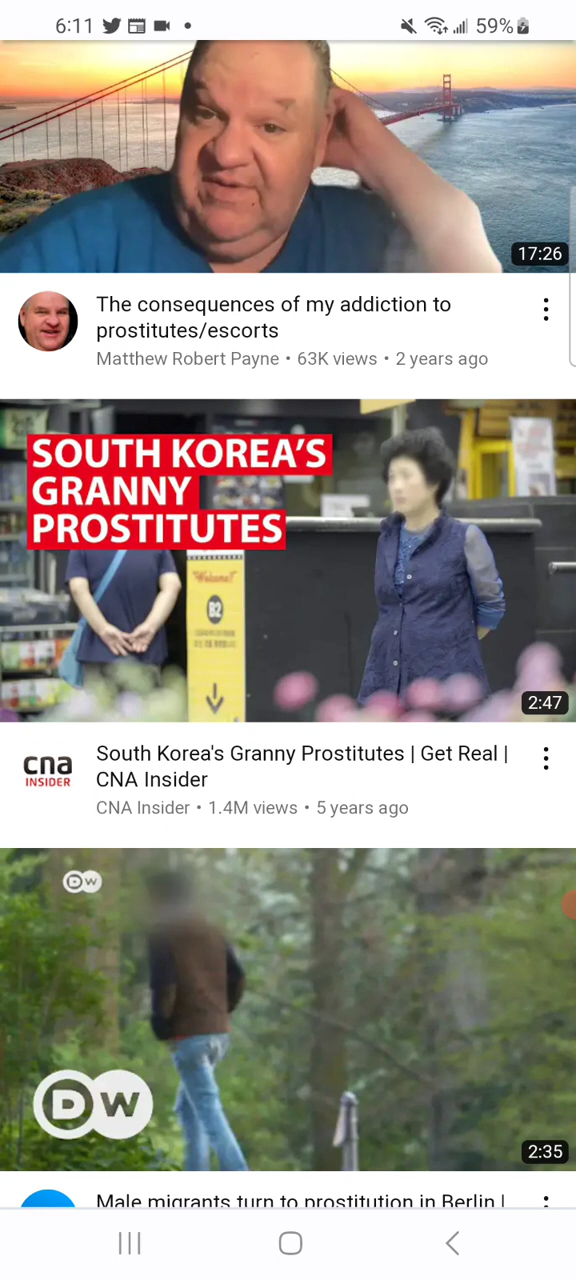 6:11 59%
17:26
The consequences of my addiction to
prostitutes/escorts
Matthew Robert Payne • 63K views • 2 years ago
SOUTH KOREA'S
GRANNY
PROSTITUTES
"Welcome!"
B2
2:47
cna
INSIDER
South Korea's Granny Prostitutes | Get Real |
CNA Insider
CNA Insider • 1.4M views • 5 years ago
DW
DW
2:35
Male migrants turn to prostitution in Berlin |